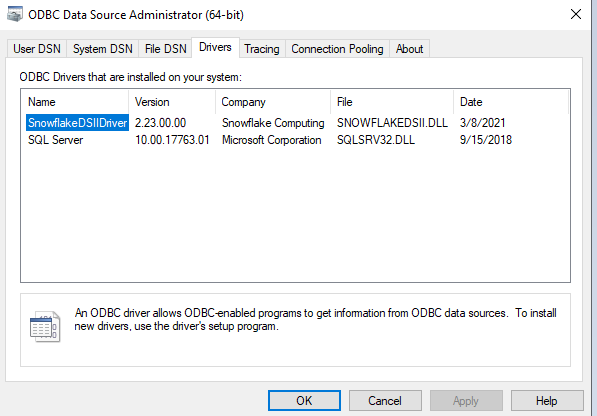 ODBC Data Source Administrator (64-bit)
User DSN System DSN File DSN Drivers Tracing Connection Pooling About
ODBC Drivers that are installed on your system:
Name Version Company File Date
SnowflakeDSIIDriver 2.23.00.00 Snowflake Computing SNOWFLAKEDSII.DLL 3/8/2021
SQL Server 10.00.17763.01 Microsoft Corporation SQLSRV32.DLL 9/15/2018
An ODBC driver allows ODBC-enabled programs to get information from ODBC data sources. To install
new drivers, use the driver's setup program.
OK Cancel Apply Help